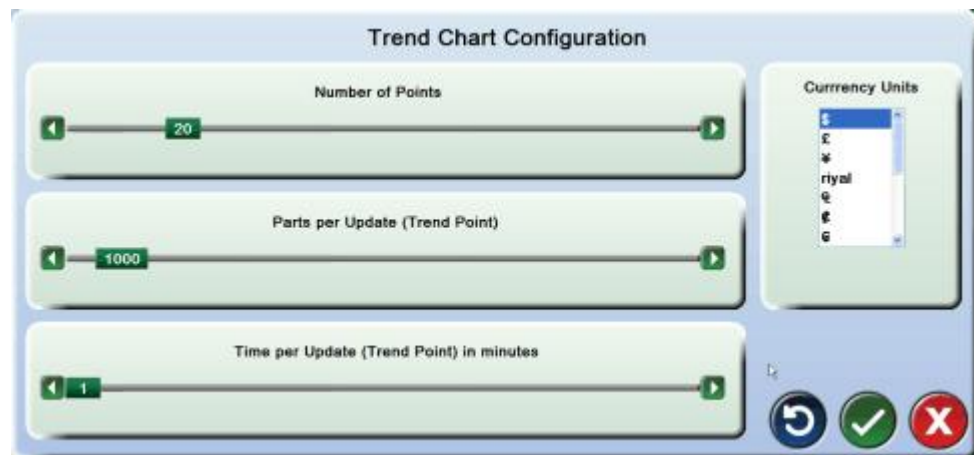 Trend Chart Configuration
Number of Points
20
Parts per Update (Trend Point)
1000
Time per Update (Trend Point) in minutes
1
Currrency Units
$
£
¥
riyal